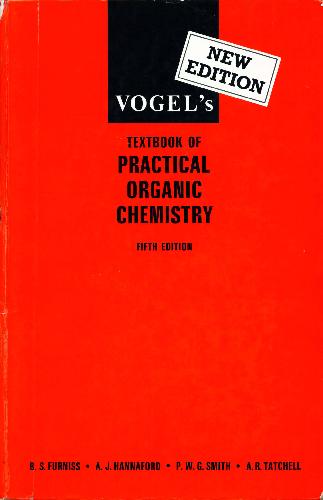 NEW
EDITION
VOGEL's
TEXTBOOK OF
PRACTICAL
ORGANIC
CHEMISTRY
FIFTH EDITION
B. S. FURNISS • A. J. HANNAFORD • P. W. G. SMITH • A. R. TATCHELL